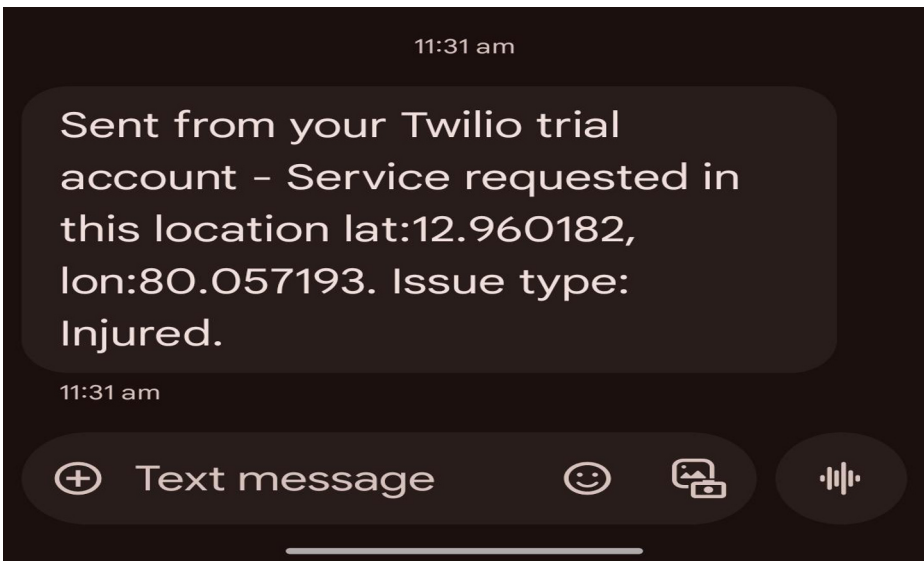 11:31 am
Sent from your Twilio trial
account - Service requested in
this location lat:12.960182,
lon:80.057193. Issue type:
Injured.
11:31 am
Text message